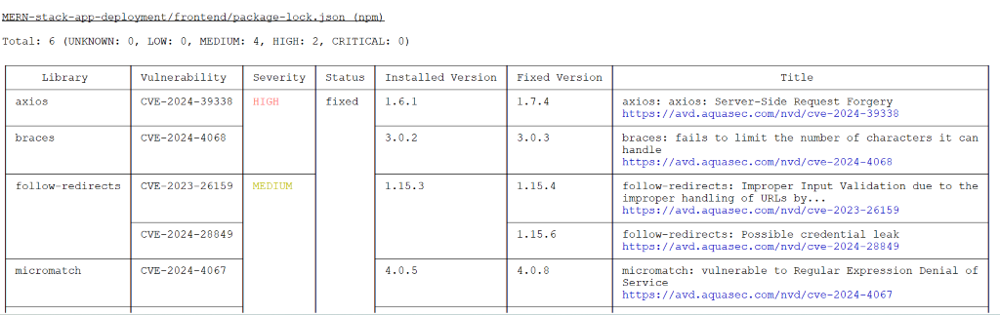 MERN-stack-app-deployment/frontend/package-lock.json (npm)
Total: 6 (UNKNOWN: 0, LOW: 0, MEDIUM: 4, HIGH: 2, CRITICAL: 0)
Library Vulnerability Severity Status Installed Version Fixed Version Title
axios CVE-2024-39338 HIGH fixed 1.6.1 1.7.4 axios: axios: Server-Side Request Forgery
https://avd.aquasec.com/nvd/cve-2024-39338
braces CVE-2024-4068 3.0.2 3.0.3 braces: fails to limit the number of characters it can
handle
https://avd.aquasec.com/nvd/cve-2024-4068
follow-redirects CVE-2023-26159 MEDIUM 1.15.3 1.15.4 follow-redirects: Improper Input Validation due to the
improper handling of URLs by...
https://avd.aquasec.com/nvd/cve-2023-26159
CVE-2024-28849 1.15.6 follow-redirects: Possible credential leak
https://avd.aquasec.com/nvd/cve-2024-28849
micromatch CVE-2024-4067 4.0.5 4.0.8 micromatch: vulnerable to Regular Expression Denial of
Service
https://avd.aquasec.com/nvd/cve-2024-4067